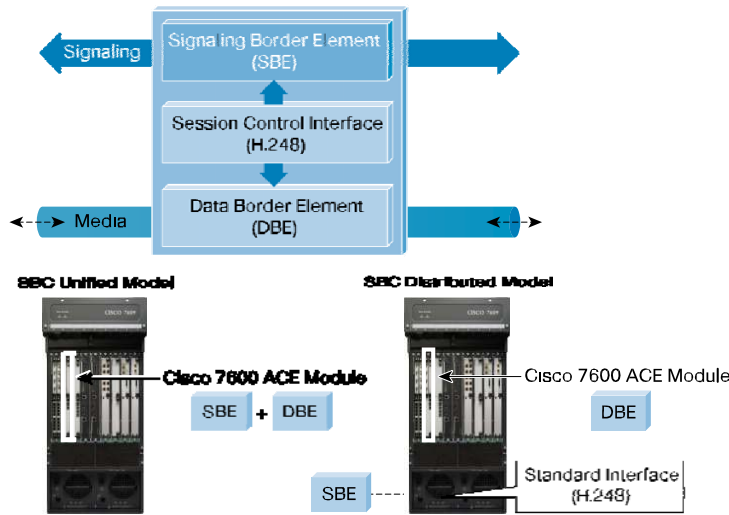 Signaling
Signaling Border Element
(SBE)
Session Control Interface
(H.248)
Media
Data Border Element
(DBE)
SBC Unified Model
SBC Distributed Model
Cisco 7600 ACE Module
SBE + DBE
Cisco 7600 ACE Module
DBE
SBE
Standard Interface
(H.248)